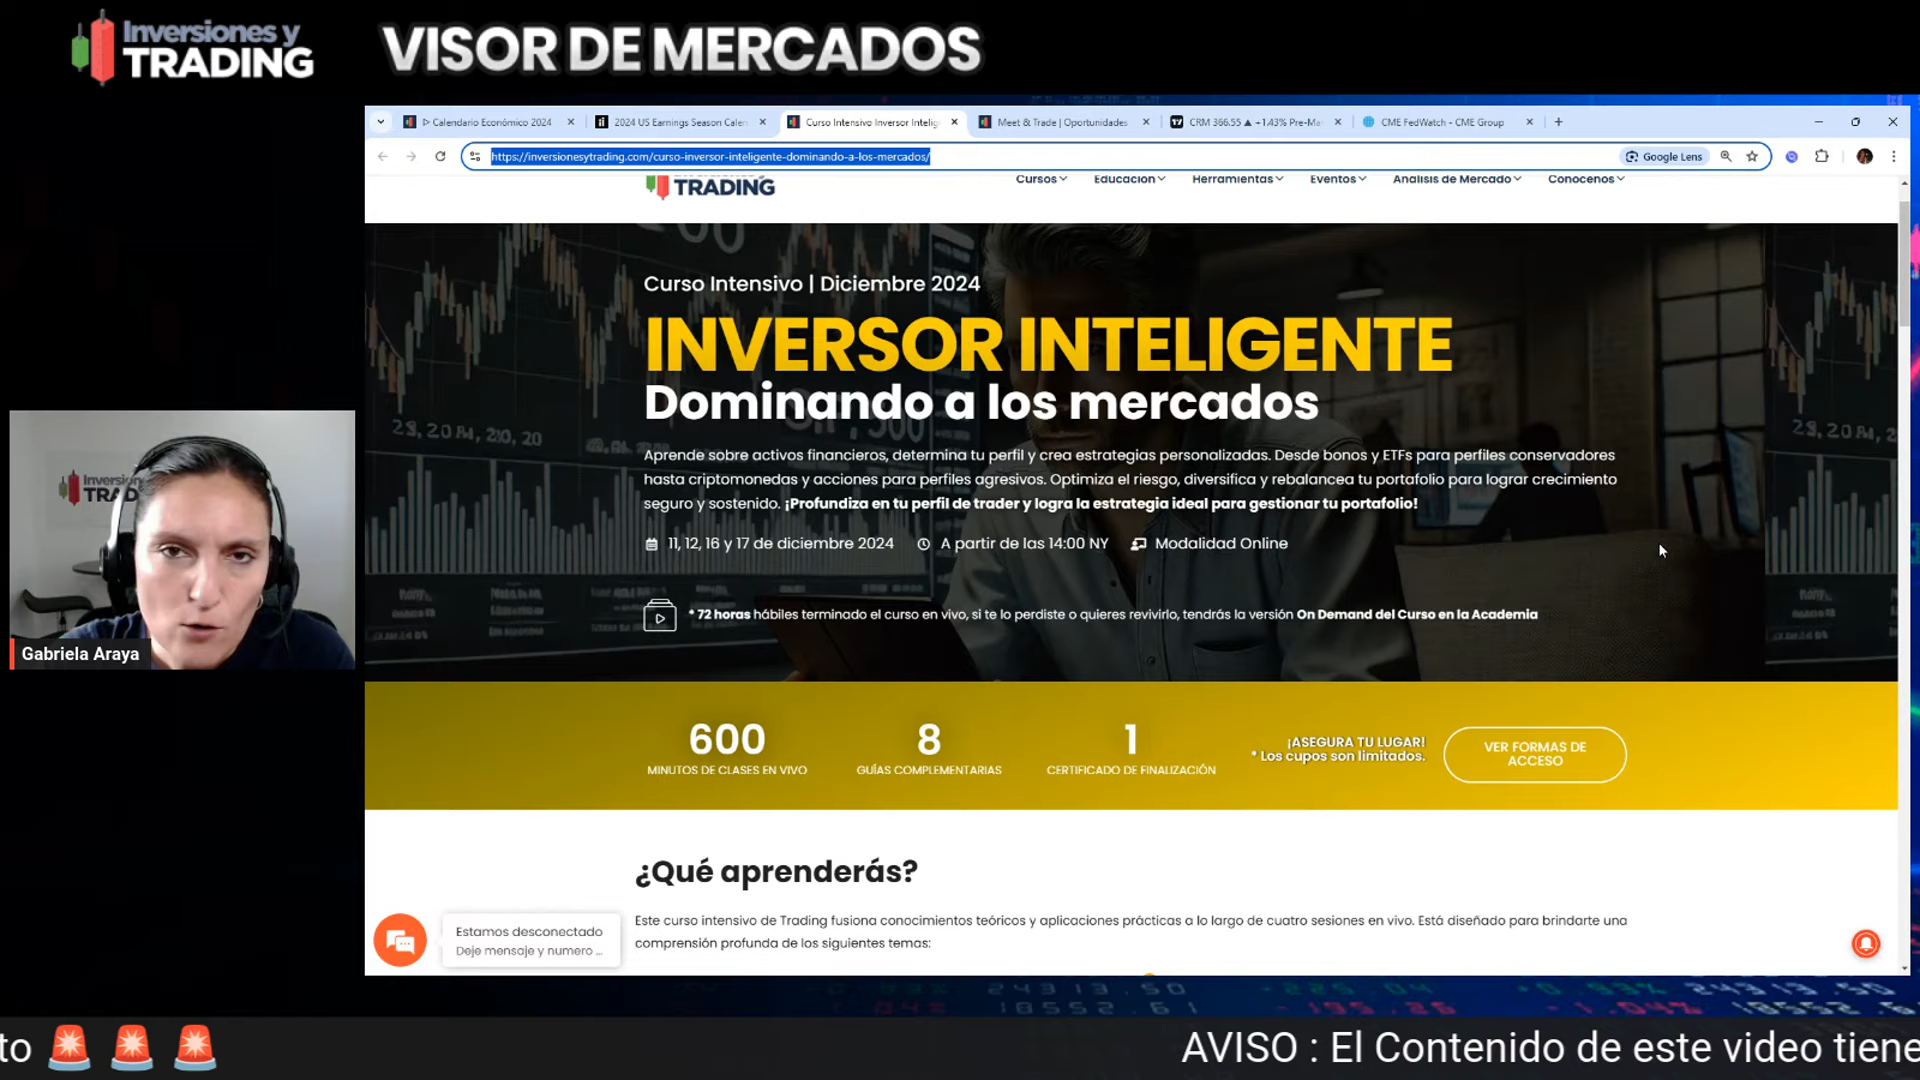 Inversiones y
TRADING
VISOR DE MERCADOS
Calendario Económico 2024
2024 US Earnings Season Calen
Curso Intensivo Inversor Intelig
Meet & Trade | Oportunidades
CRM 366.55 ▲ +1.43% Pre-Ma
CME FedWatch - CME Group
https://inversionesytrading.com/curso-inversor-inteligente-dominando-a-los-mercados/
Google Lens
TRADING
Cursos
Educación
Herramientas
Eventos
Análisis de Mercado
Conócenos
Curso Intensivo | Diciembre 2024
INVERSOR INTELIGENTE
Dominando a los mercados
Aprende sobre activos financieros, determina tu perfil y crea estrategias personalizadas. Desde bonos y ETFs para perfiles conservadores
hasta criptomonedas y acciones para perfiles agresivos. Optimiza el riesgo, diversifica y rebalancea tu portafolio para lograr crecimiento
seguro y sostenido. ¡Profundiza en tu perfil de trader y logra la estrategia ideal para gestionar tu portafolio!
11, 12, 16 y 17 de diciembre 2024
A partir de las 14:00 NY
Modalidad Online
* 72 horas hábiles terminado el curso en vivo, si te lo perdiste o quieres revivirlo, tendrás la versión On Demand del Curso en la Academia
Gabriela Araya
600
MINUTOS DE CLASES EN VIVO
8
GUÍAS COMPLEMENTARIAS
1
CERTIFICADO DE FINALIZACIÓN
¡ASEGURA TU LUGAR!
* Los cupos son limitados.
VER FORMAS DE
ACCESO
¿Qué aprenderás?
Este curso intensivo de Trading fusiona conocimientos teóricos y aplicaciones prácticas a lo largo de cuatro sesiones en vivo. Está diseñado para brindarte una
comprensión profunda de los siguientes temas:
Estamos desconectado
Deje mensaje y numero ...
to
AVISO : El Contenido de este video tiene